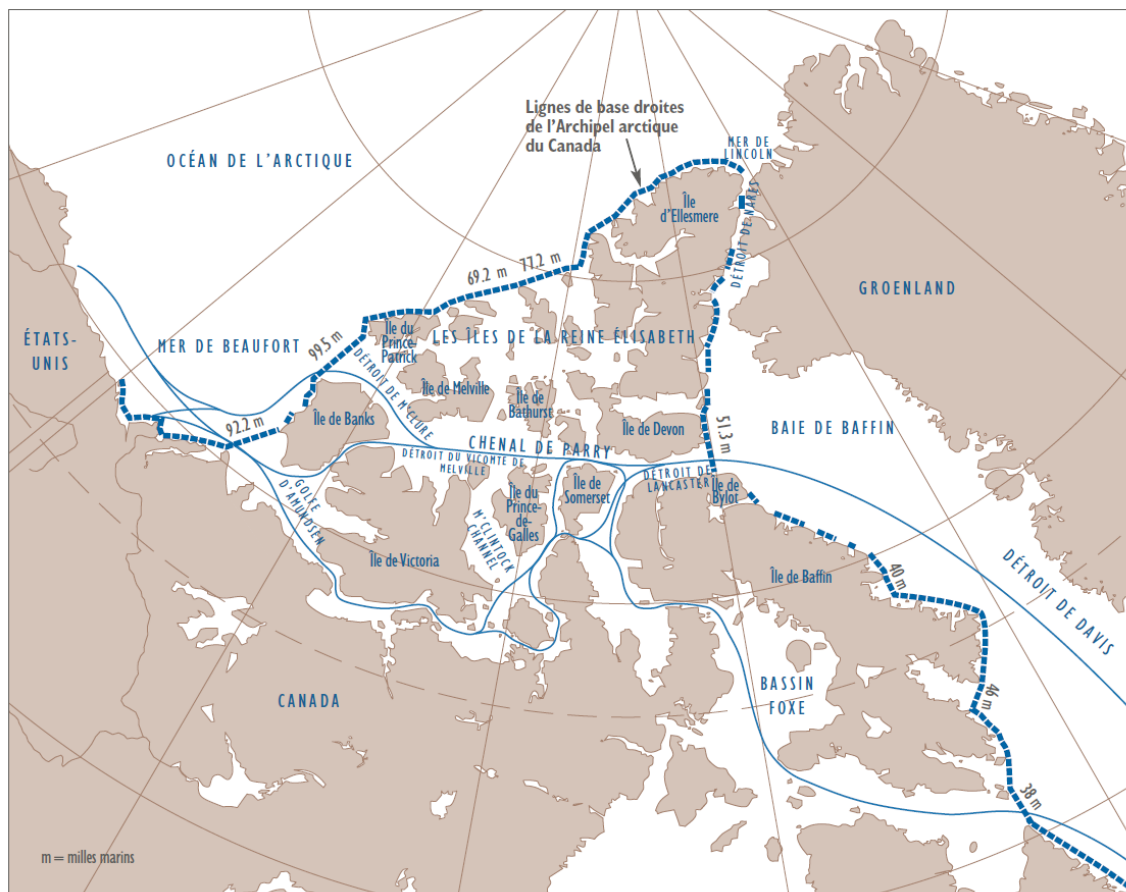 Lignes de base droites
de l'Archipel arctique
du Canada
MER DE
LINCOLN
OCÉAN DE L'ARCTIQUE
Île
d'Ellesmere
DÉTROIT DE NARES
69.2 m
77.2 m
GROENLAND
ÉTATS-
UNIS
MER DE BEAUFORT
99.5 m
Île du
Prince-
Patrick
LES ÎLES DE LA REINE ÉLISABETH
DÉTROIT DE M'CLURE
Île de Melville
Île de
Bathurst
92.2 m
Île de Banks
Île de Devon
51.3 m
BAIE DE BAFFIN
CHENAL DE PARRY
DÉTROIT DU VICOMTE DE
MELVILLE
DÉTROIT DE
LANCASTER
Île de
Somerset
Île de
Bylot
GOLFE
D'AMUNDSEN
Île du
Prince-
de-
Galles
M'CLINTOCK
CHANNEL
Île de Victoria
Île de Baffin
40 m
DÉTROIT DE DAVIS
CANADA
BASSIN
FOXE
46 m
38 m
m = milles marins